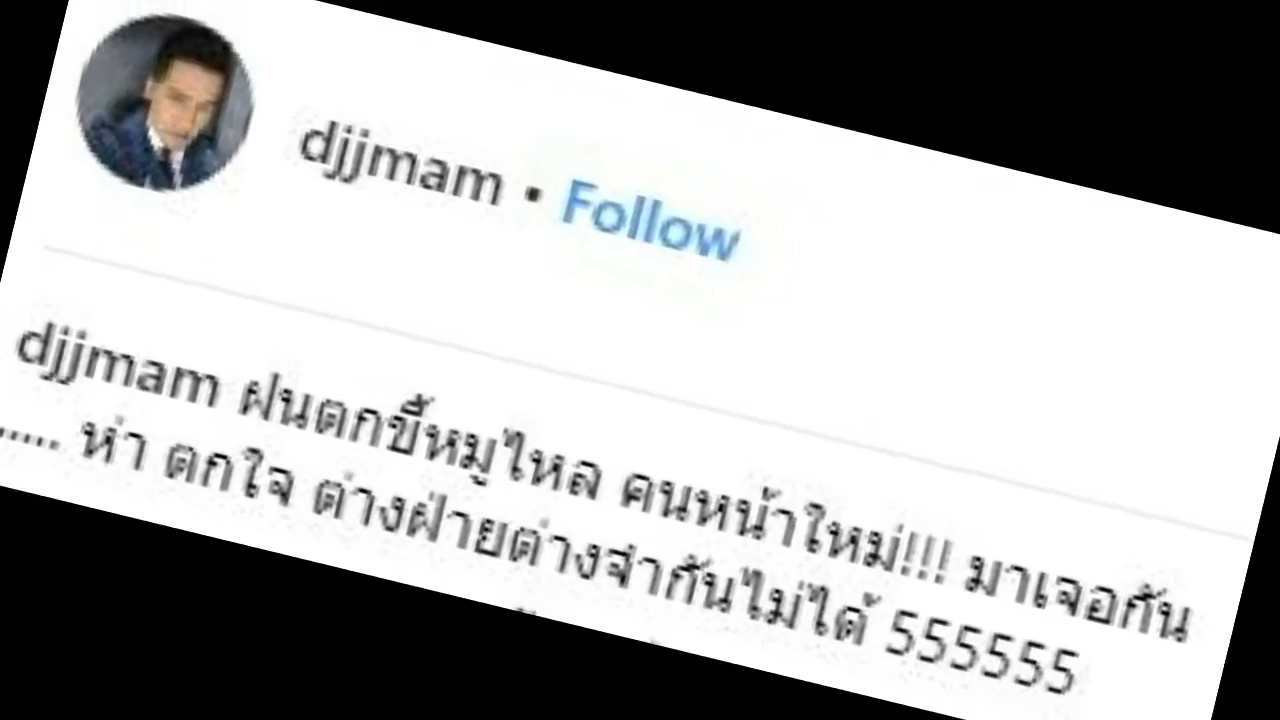 djjmam • Follow
djjmam ฝนตกขี้หมูไหล คนหน้าใหม่!!! มาเจอกัน
..... ห่า ตกใจ ต่างฝ่ายต่างจำกันไม่ได้ 555555